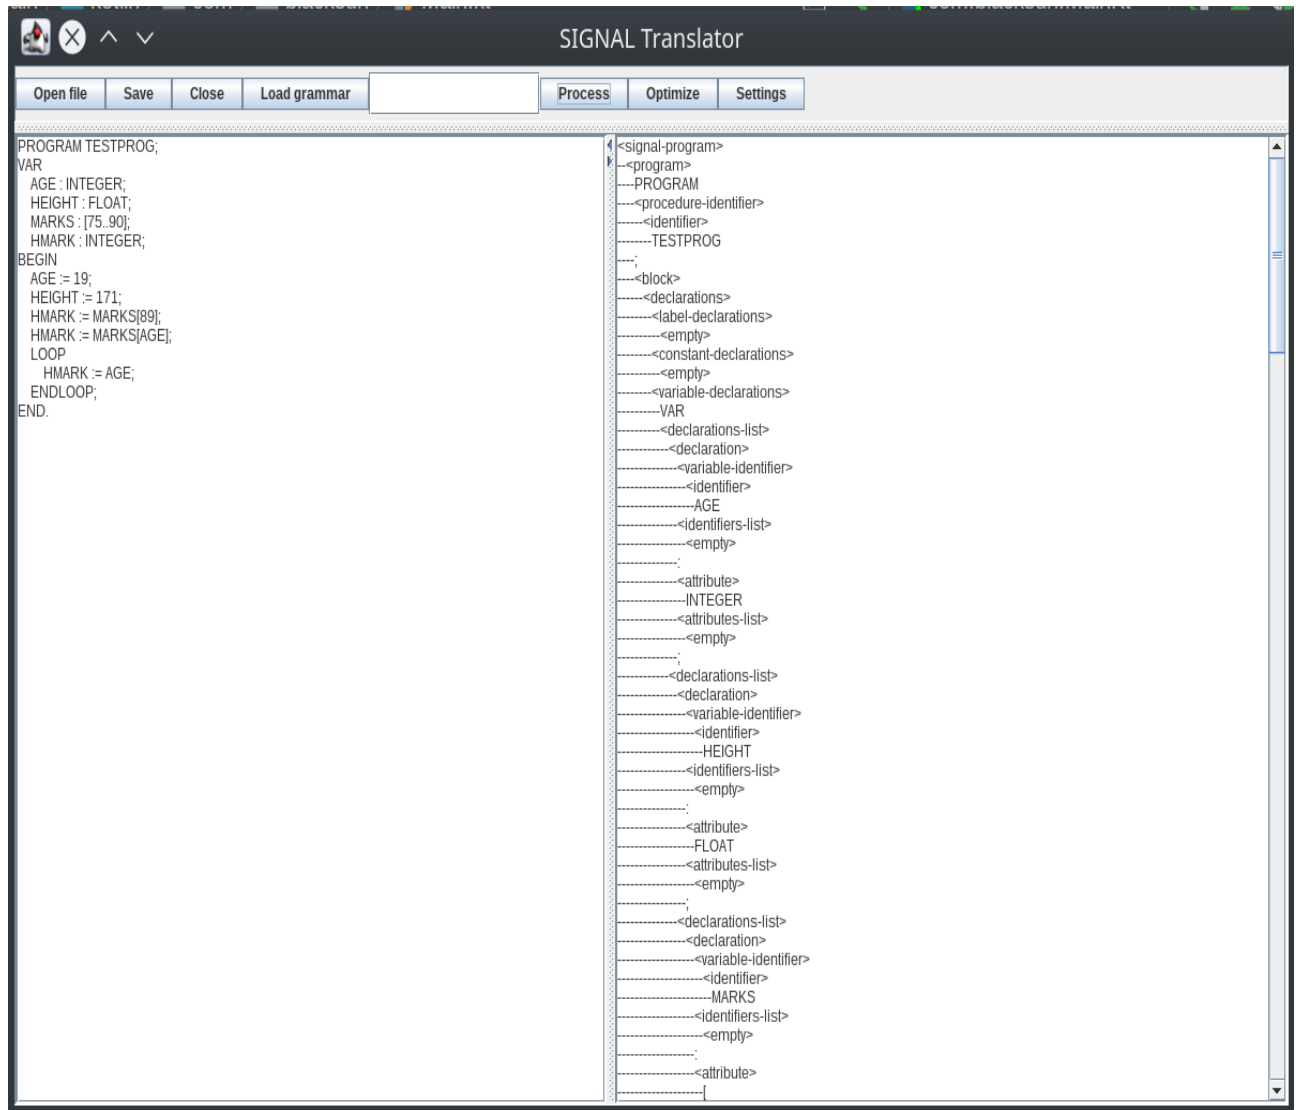 SIGNAL Translator
Open file Save Close Load grammar Process Optimize Settings
PROGRAM TESTPROG;
VAR
AGE : INTEGER;
HEIGHT : FLOAT;
MARKS : [75..90];
HMARK : INTEGER;
BEGIN
AGE := 19;
HEIGHT := 171;
HMARK := MARKS[89];
HMARK := MARKS[AGE];
LOOP
HMARK := AGE;
ENDLOOP;
END.
<signal-program>
--<program>
----PROGRAM
----<procedure-identifier>
------<identifier>
--------TESTPROG
----;
----<block>
------<declarations>
--------<label-declarations>
----------<empty>
--------<constant-declarations>
----------<empty>
--------<variable-declarations>
----------VAR
----------<declarations-list>
------------<declaration>
--------------<variable-identifier>
----------------<identifier>
------------------AGE
--------------<identifiers-list>
----------------<empty>
--------------:
--------------<attribute>
----------------INTEGER
--------------<attributes-list>
----------------<empty>
--------------;
------------<declarations-list>
--------------<declaration>
----------------<variable-identifier>
------------------<identifier>
--------------------HEIGHT
----------------<identifiers-list>
------------------<empty>
----------------:
----------------<attribute>
------------------FLOAT
----------------<attributes-list>
------------------<empty>
----------------;
--------------<declarations-list>
----------------<declaration>
------------------<variable-identifier>
--------------------<identifier>
----------------------MARKS
------------------<identifiers-list>
--------------------<empty>
------------------:
------------------<attribute>
--------------------[